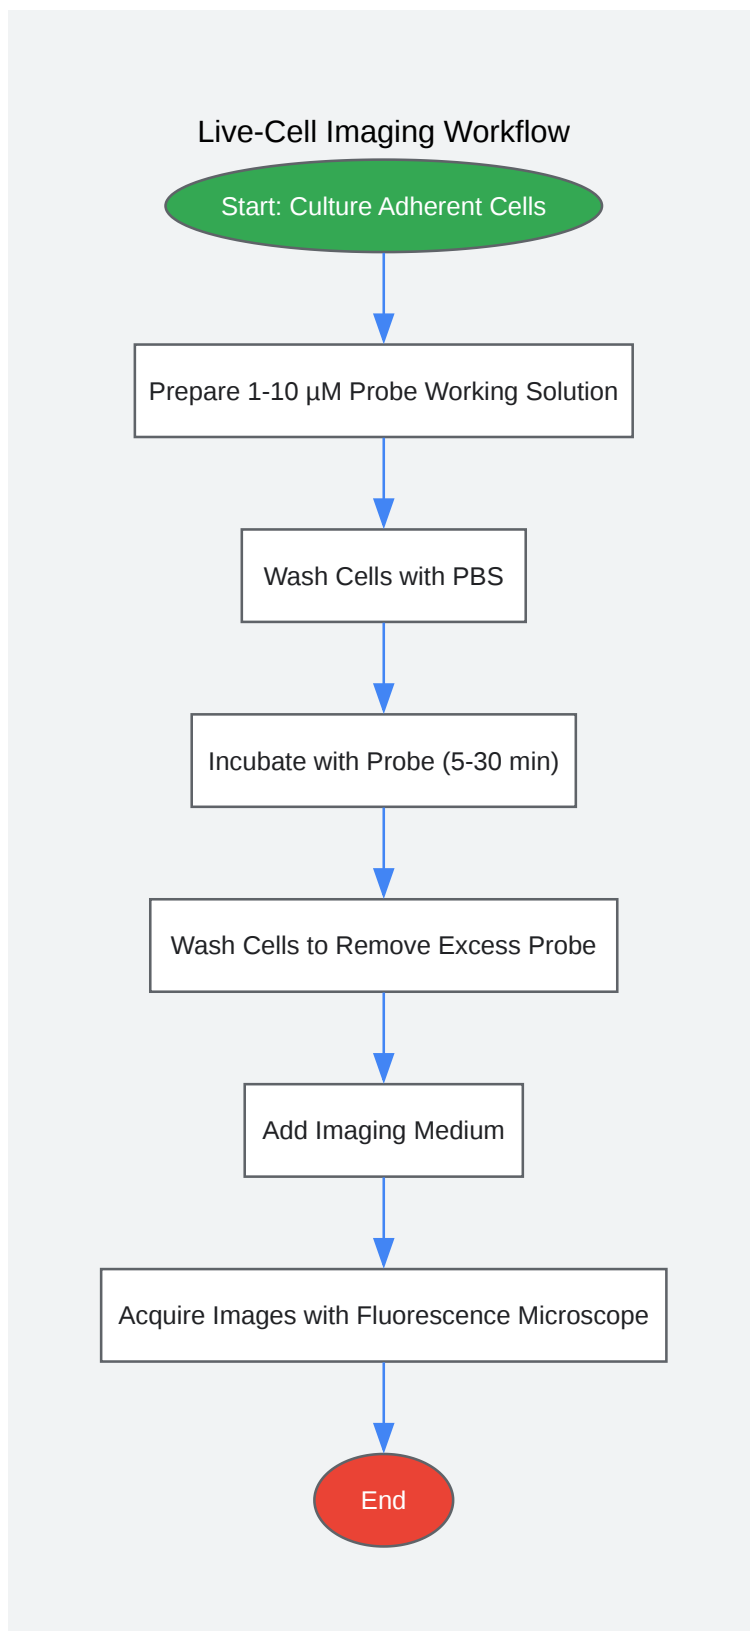 Live-Cell Imaging Workflow
Start: Culture Adherent Cells
Prepare 1-10 µM Probe Working Solution
Wash Cells with PBS
Incubate with Probe (5-30 min)
Wash Cells to Remove Excess Probe
Add Imaging Medium
Acquire Images with Fluorescence Microscope
End